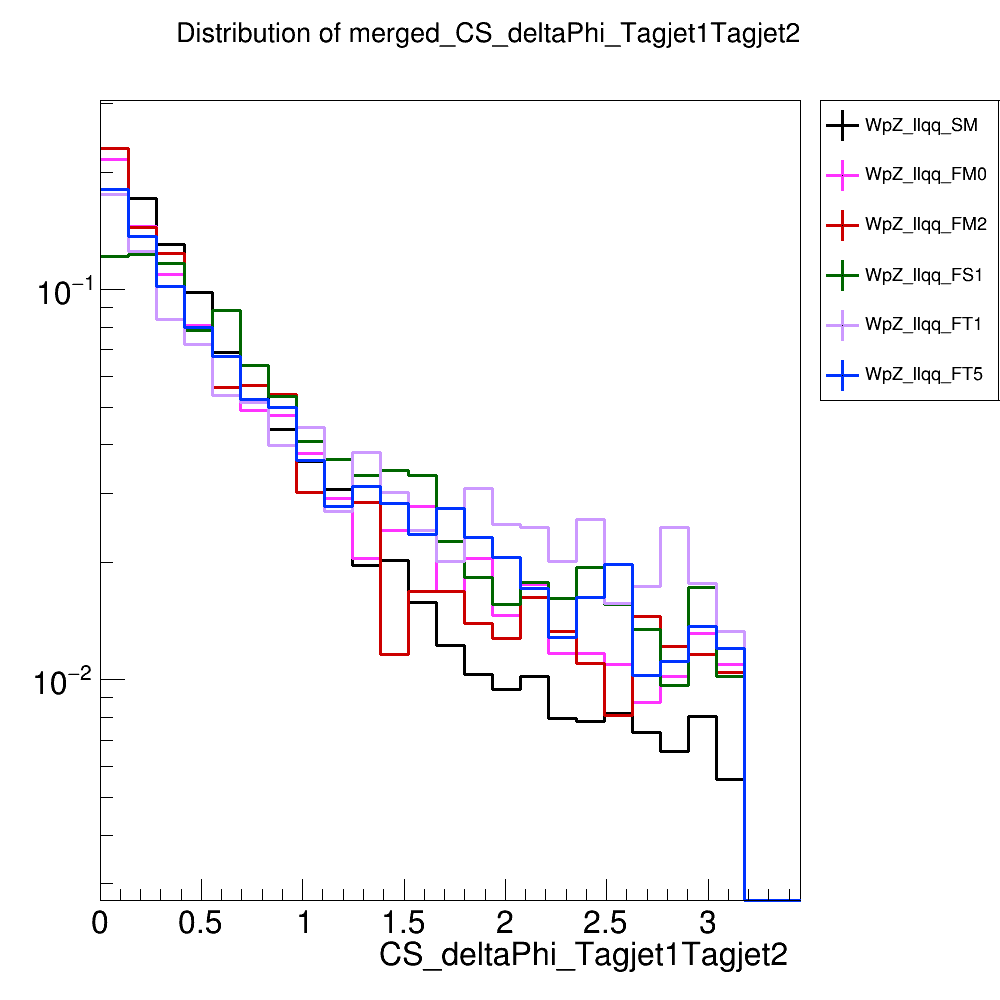 Distribution of merged_CS_deltaPhi_Tagjet1Tagjet2
WpZ_llqq_SM
WpZ_llqq_FM0
WpZ_llqq_FM2
WpZ_llqq_FS1
WpZ_llqq_FT1
WpZ_llqq_FT5
10⁻¹
10⁻²
0 0.5 1 1.5 2 2.5 3
CS_deltaPhi_Tagjet1Tagjet2